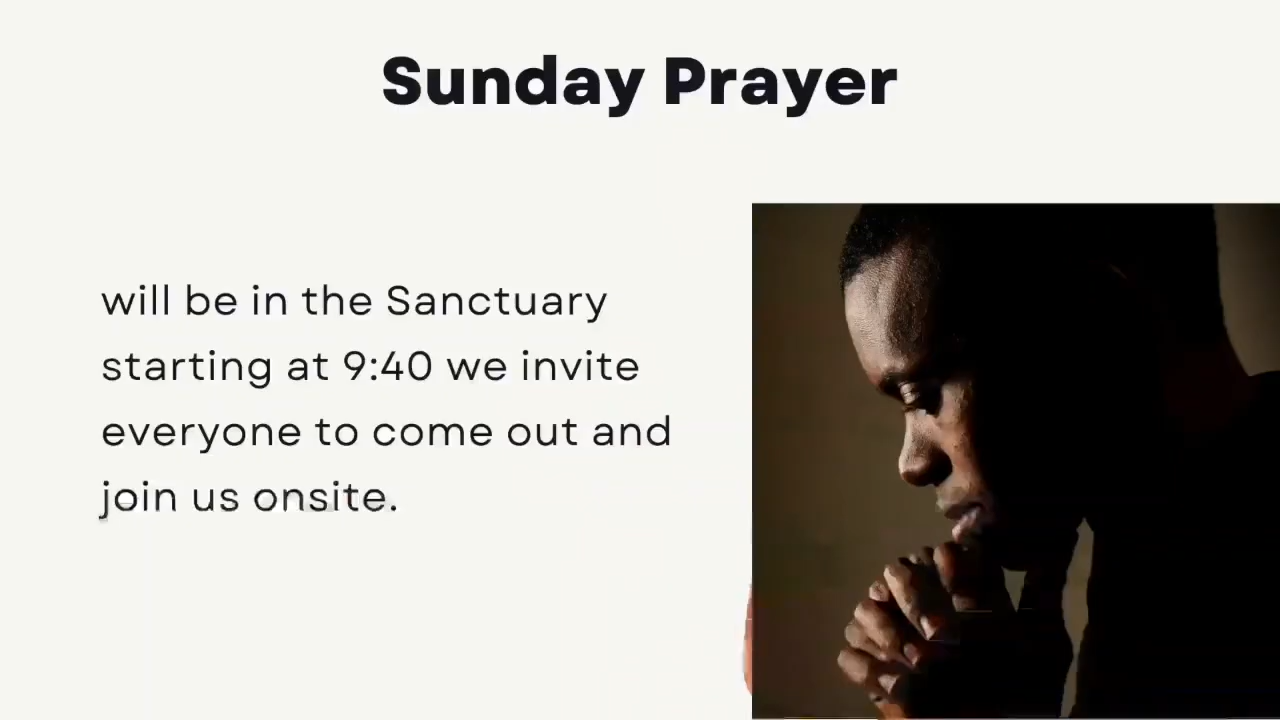 Sunday Prayer
will be in the Sanctuary
starting at 9:40 we invite
everyone to come out and
join us onsite.